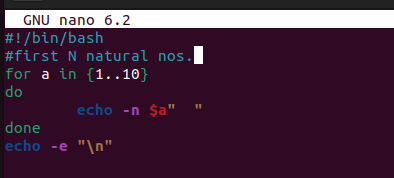 GNU nano 6.2
#!/bin/bash
#first N natural nos.
for a in {1..10}
do
        echo -n $a"  "
done
echo -e "\n"